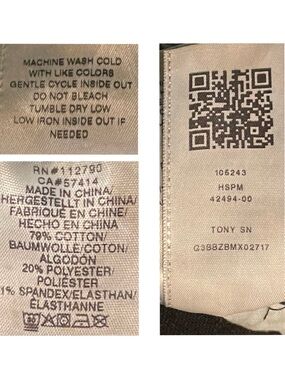 MACHINE WASH COLD
WITH LIKE COLORS
GENTLE CYCLE INSIDE OUT
DO NOT BLEACH
TUMBLE DRY LOW
LOW IRON INSIDE OUT IF
NEEDED
RN#112790
CA#57414
MADE IN CHINA/
HERGESTELLT IN CHINA/
FABRIQUÉ EN CHINE/
HECHO EN CHINA
79% COTTON/
BAUMWOLLE/COTON/
ALGODÓN
20% POLYESTER/
POLIÉSTER
1% SPANDEX/ELASTHAN/
ÉLASTHANNE
105243
HSPM
42494-00
TONY SN
G3BBZBMX02717